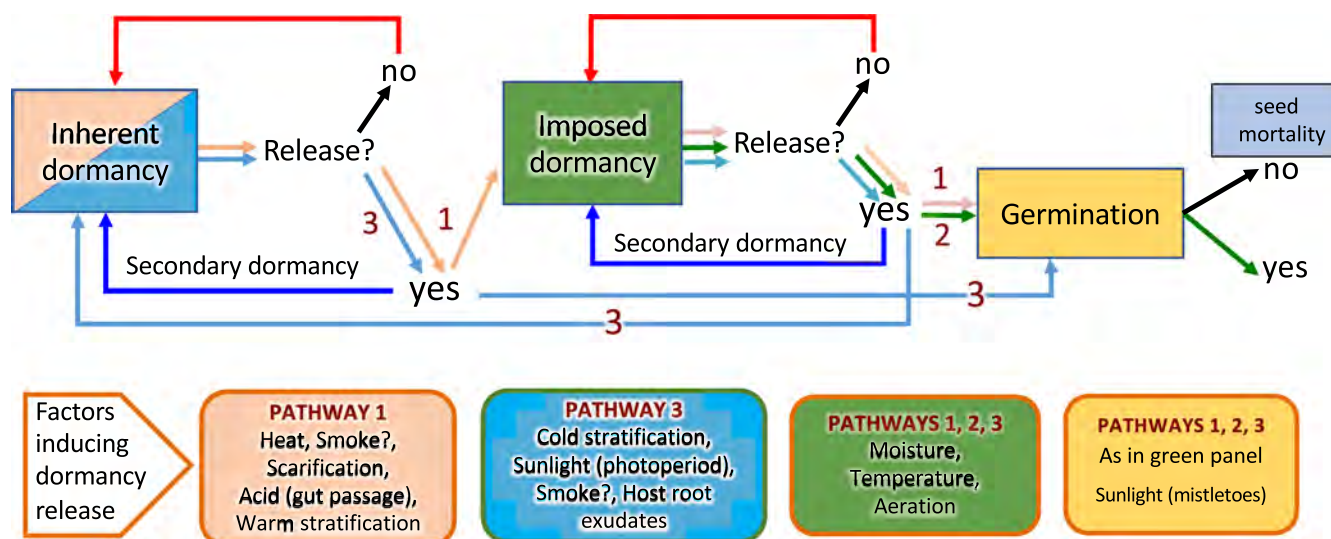 no
no
Inherent
dormancy
Release?
Imposed
dormancy
Release?
seed
mortality
no
3
1
yes
1
2
Germination
Secondary dormancy
yes
Secondary dormancy
yes
3
3
Factors
inducing
dormancy
release
PATHWAY 1
Heat, Smoke?,
Scarification,
Acid (gut passage),
Warm stratification
PATHWAY 3
Cold stratification,
Sunlight (photoperiod),
Smoke?, Host root
exudates
PATHWAYS 1, 2, 3
Moisture,
Temperature,
Aeration
PATHWAYS 1, 2, 3
As in green panel
Sunlight (mistletoes)